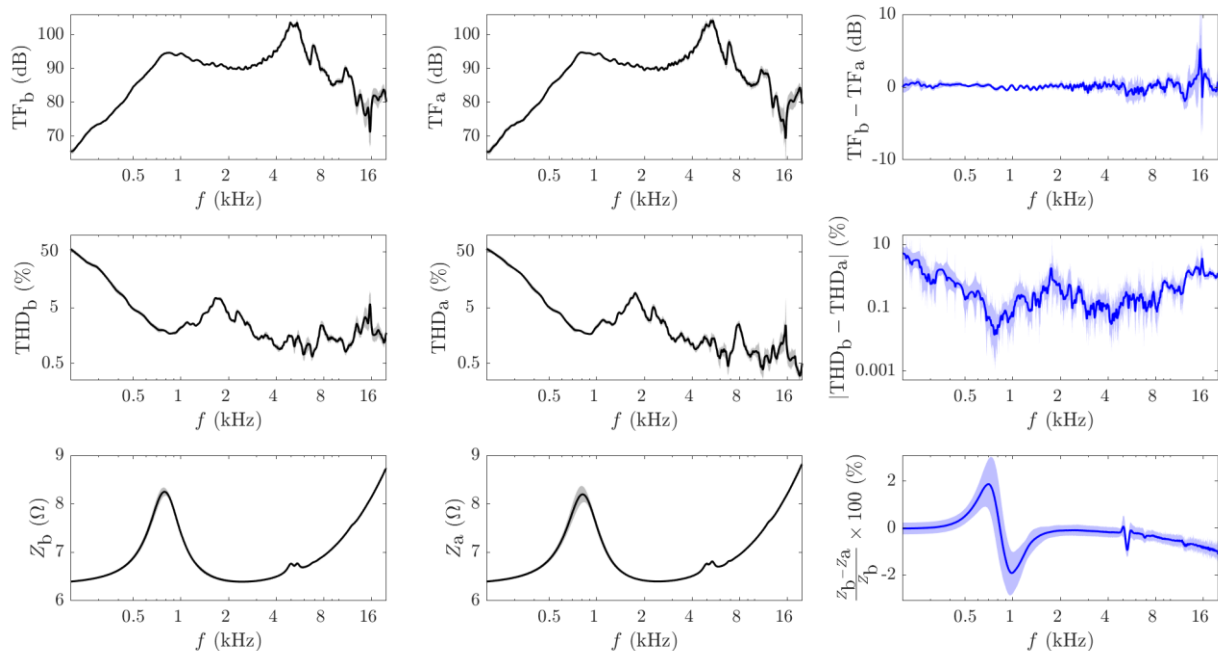 TF_b (dB)
100
90
80
70
0.5 1 2 4 8 16
f (kHz)
TF_a (dB)
100
90
80
70
0.5 1 2 4 8 16
f (kHz)
TF_b − TF_a (dB)
10
0
-10
0.5 1 2 4 8 16
f (kHz)
THD_b (%)
50
5
0.5
0.5 1 2 4 8 16
f (kHz)
THD_a (%)
50
5
0.5
0.5 1 2 4 8 16
f (kHz)
|THD_b − THD_a| (%)
10
0.1
0.001
0.5 1 2 4 8 16
f (kHz)
Z_b (Ω)
9
8
7
6
0.5 1 2 4 8 16
f (kHz)
Z_a (Ω)
9
8
7
6
0.5 1 2 4 8 16
f (kHz)
\frac{Z_b−Z_a}{Z_b} × 100 (%)
2
0
-2
0.5 1 2 4 8 16
f (kHz)